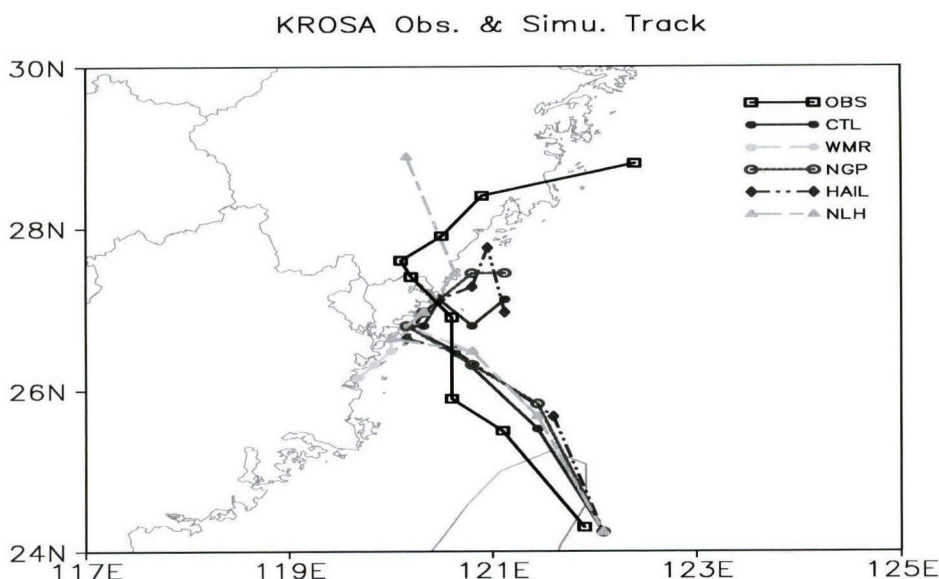 KROSA Obs. & Simu. Track
30N
28N
26N
24N
117E 119E 121E 123E 125E
OBS
CTL
WMR
NGP
HAIL
NLH